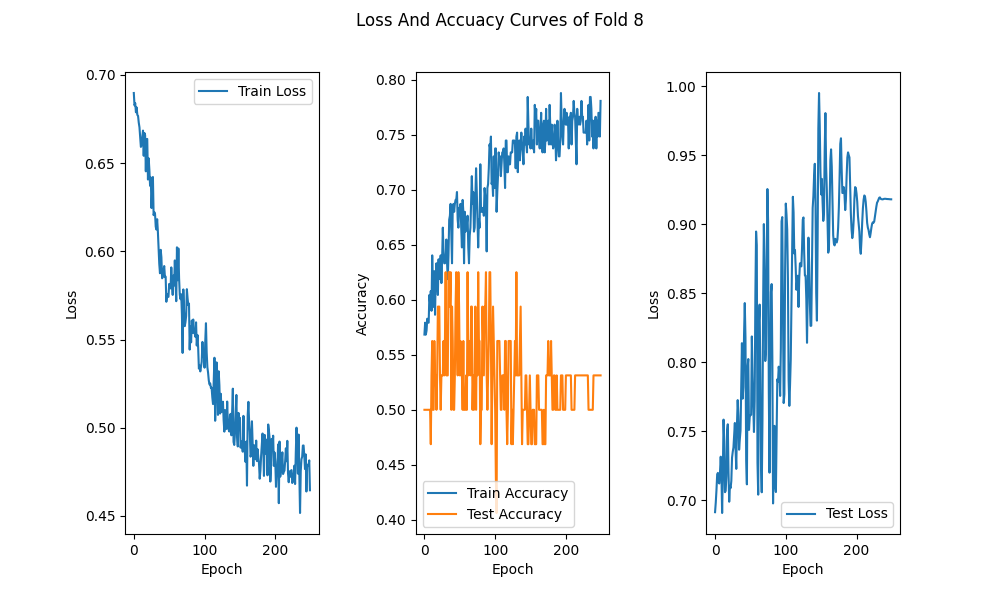 Loss And Accuacy Curves of Fold 8
0.70
0.65
0.60
0.55
0.50
0.45
Loss
Train Loss
0
100
200
Epoch
0.80
0.75
0.70
0.65
0.60
0.55
0.50
0.45
0.40
Accuracy
Train Accuracy
Test Accuracy
0
100
200
Epoch
1.00
0.95
0.90
0.85
0.80
0.75
0.70
Loss
Test Loss
0
100
200
Epoch